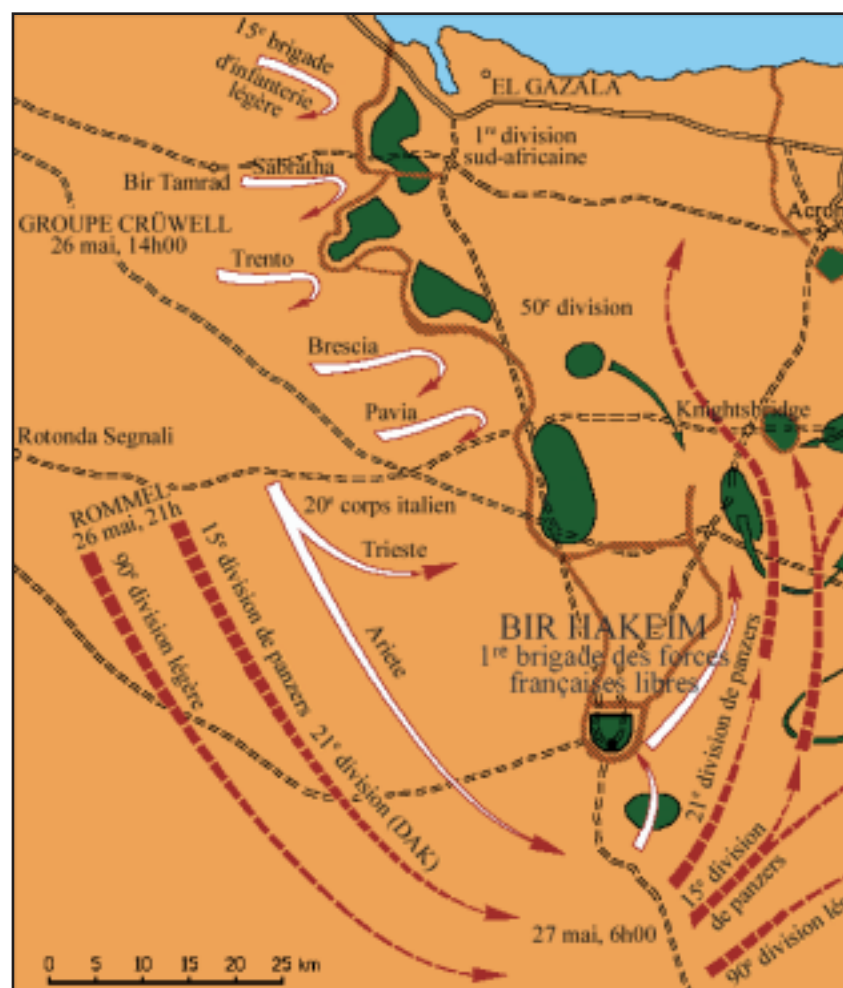 15e brigade
d'infanterie
légère
EL GAZALA
1re division
sud-africaine
Sabratha
Bir Tamrad
GROUPE CRÜWELL
26 mai, 14h00
Trento
50e division
Brescia
Pavia
Knightsbridge
Rotonda Segnali
ROMMEL
26 mai, 21h
90e division légère
15e division de panzers
21e division (DAK)
20e corps italien
Trieste
Ariete
BIR HAKEIM
1re brigade des forces
françaises libres
21e division de panzers
15e division
de panzers
27 mai, 6h00
90e division lé
0 5 10 15 20 25 km